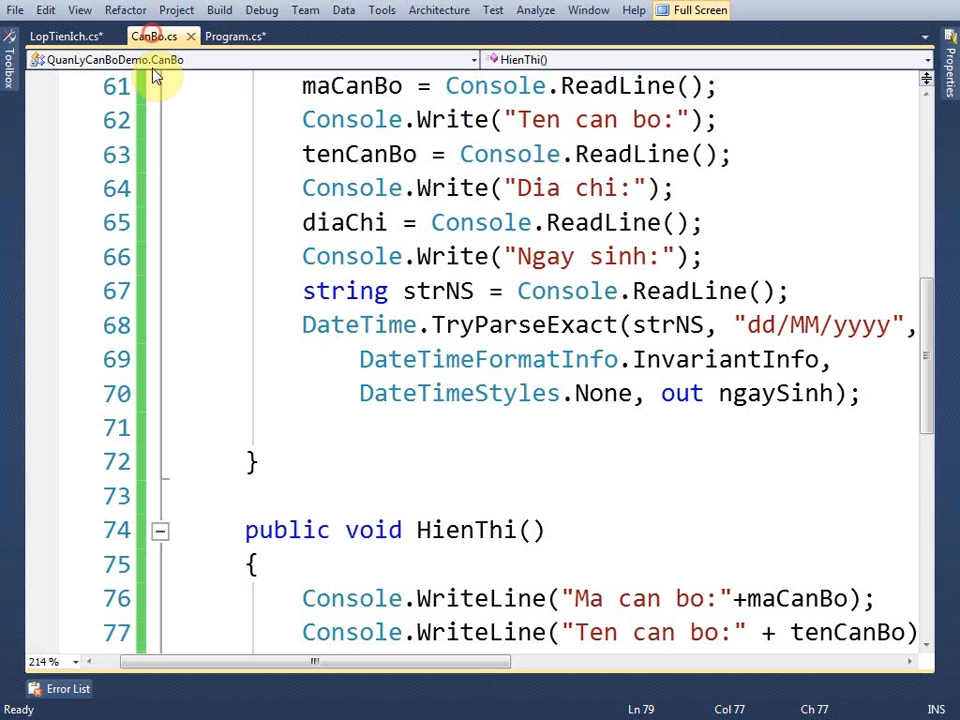 File Edit View Refactor Project Build Debug Team Data Tools Architecture Test Analyze Window Help Full Screen
LopTienIch.cs* CanBo.cs Program.cs*
QuanLyCanBoDemo.CanBo HienThi()
Toolbox
Properties
61 maCanBo = Console.ReadLine();
62 Console.Write("Ten can bo:");
63 tenCanBo = Console.ReadLine();
64 Console.Write("Dia chi:");
65 diaChi = Console.ReadLine();
66 Console.Write("Ngay sinh:");
67 string strNS = Console.ReadLine();
68 DateTime.TryParseExact(strNS, "dd/MM/yyyy",
69 DateTimeFormatInfo.InvariantInfo,
70 DateTimeStyles.None, out ngaySinh);
71
72 }
73
74 public void HienThi()
75 {
76 Console.WriteLine("Ma can bo:"+maCanBo);
77 Console.WriteLine("Ten can bo:" + tenCanBo)
214 %
Error List
Ready Ln 79 Col 77 Ch 77 INS